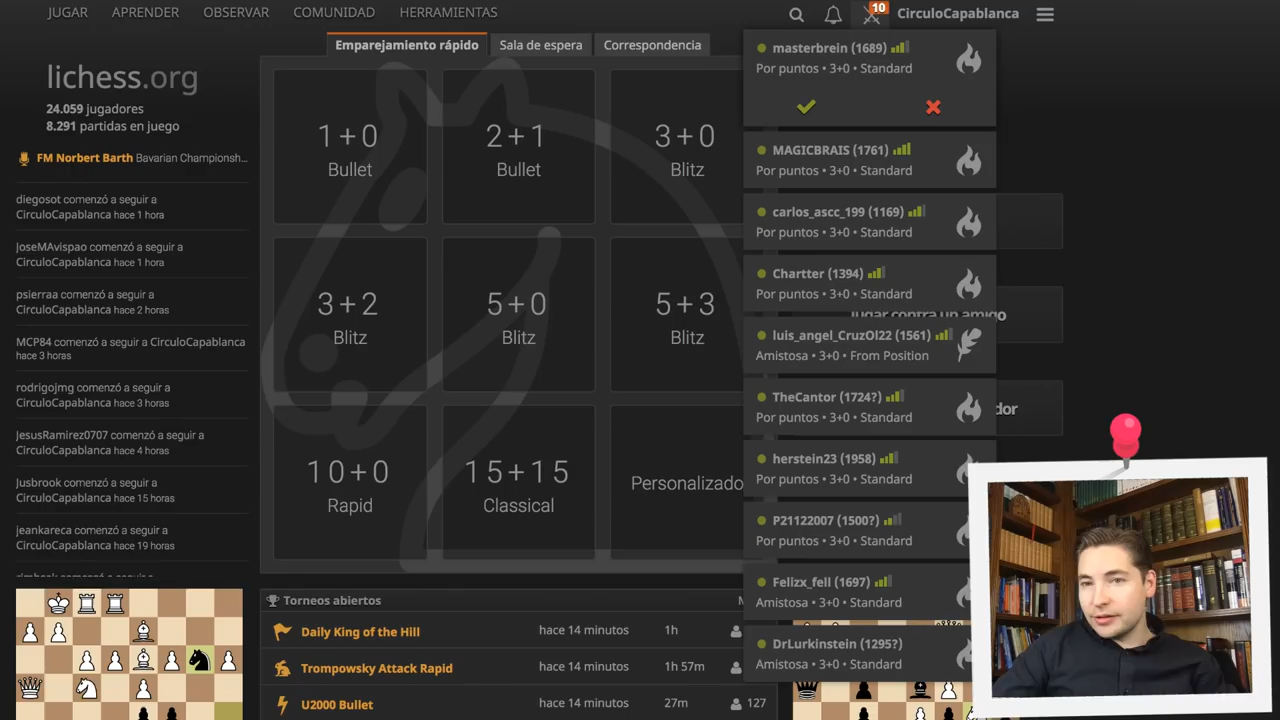 JUGAR APRENDER OBSERVAR COMUNIDAD HERRAMIENTAS
10
CirculoCapablanca
lichess.org
24.059 jugadores
8.291 partidas en juego
FM Norbert Barth Bavarian Championsh...
diegosot comenzó a seguir a
CirculoCapablanca hace 1 hora
JoseMAvispao comenzó a seguir a
CirculoCapablanca hace 1 hora
psierraa comenzó a seguir a
CirculoCapablanca hace 2 horas
MCP84 comenzó a seguir a CirculoCapablanca
hace 3 horas
rodrigojmg comenzó a seguir a
CirculoCapablanca hace 3 horas
JesusRamirez0707 comenzó a seguir a
CirculoCapablanca hace 4 horas
Jusbrook comenzó a seguir a
CirculoCapablanca hace 15 horas
jeankareca comenzó a seguir a
CirculoCapablanca hace 19 horas
Emparejamiento rápido
Sala de espera
Correspondencia
1+0
Bullet
2+1
Bullet
3+0
Blitz
3+2
Blitz
5+0
Blitz
5+3
Blitz
10+0
Rapid
15+15
Classical
Personalizado
Torneos abiertos
Daily King of the Hill hace 14 minutos 1h
Trompowsky Attack Rapid hace 14 minutos 1h 57m
U2000 Bullet hace 14 minutos 27m 127
masterbrein (1689)
Por puntos • 3+0 • Standard
MAGICBRAIS (1761)
Por puntos • 3+0 • Standard
carlos_ascc_199 (1169)
Por puntos • 3+0 • Standard
Chartter (1394)
Por puntos • 3+0 • Standard
Jugar contra un amigo
luis_angel_CruzOl22 (1561)
Amistosa • 3+0 • From Position
TheCantor (1724?)
Por puntos • 3+0 • Standard
dor
herstein23 (1958)
Por puntos • 3+0 • Standard
P21122007 (1500?)
Por puntos • 3+0 • Standard
Felizx_fell (1697)
Amistosa • 3+0 • Standard
DrLurkinstein (1295?)
Amistosa • 3+0 • Standard